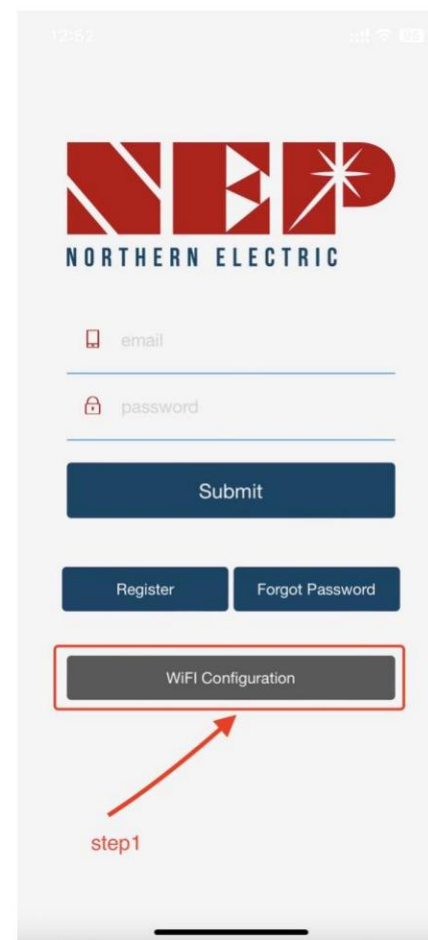 12:52
NEP
NORTHERN ELECTRIC
email
password
Submit
Register Forgot Password
WiFI Configuration
step1